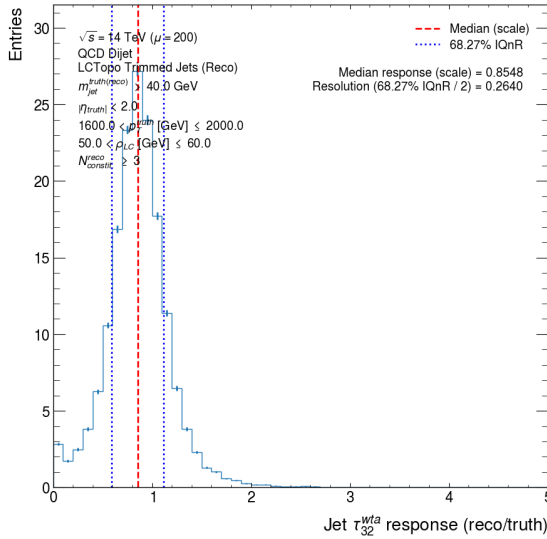 Entries
30
25
20
15
10
5
0
√s = 14 TeV (μ = 200)
QCD Dijet
LCTopo Trimmed Jets (Reco)
m_jet^truth(reco) > 40.0 GeV
|η_truth| < 2.0
1600.0 < p_T^truth [GeV] ≤ 2000.0
50.0 < ρ_LC [GeV] ≤ 60.0
N_constit^reco ≥ 3
Median (scale)
68.27% IQnR
Median response (scale) = 0.8548
Resolution (68.27% IQnR / 2) = 0.2640
0 1 2 3 4 5
Jet τ_32^wta response (reco/truth)